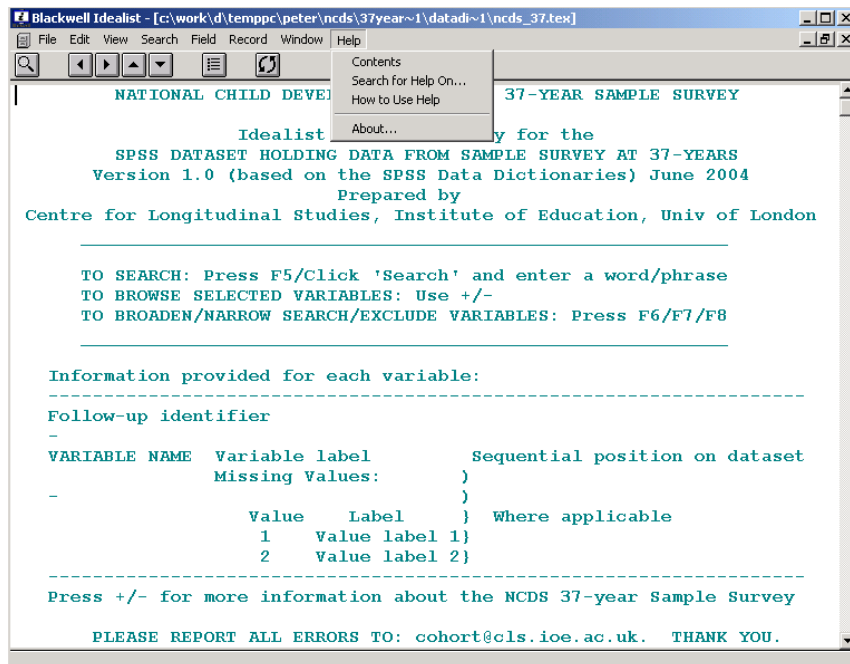 Blackwell Idealist - [c:\work\d\temppc\peter\ncds\37year~1\datadi~1\ncds_37.tex]
File Edit View Search Field Record Window Help
Contents
Search for Help On...
How to Use Help
About...
NATIONAL CHILD DEVE 37-YEAR SAMPLE SURVEY
Idealist y for the
SPSS DATASET HOLDING DATA FROM SAMPLE SURVEY AT 37-YEARS
Version 1.0 (based on the SPSS Data Dictionaries) June 2004
Prepared by
Centre for Longitudinal Studies, Institute of Education, Univ of London
TO SEARCH: Press F5/Click 'Search' and enter a word/phrase
TO BROWSE SELECTED VARIABLES: Use +/-
TO BROADEN/NARROW SEARCH/EXCLUDE VARIABLES: Press F6/F7/F8
Information provided for each variable:
Follow-up identifier
-
VARIABLE NAME Variable label Sequential position on dataset
Missing Values: )
- )
Value Label } Where applicable
1 Value label 1}
2 Value label 2}
Press +/- for more information about the NCDS 37-year Sample Survey
PLEASE REPORT ALL ERRORS TO: cohort@cls.ioe.ac.uk. THANK YOU.